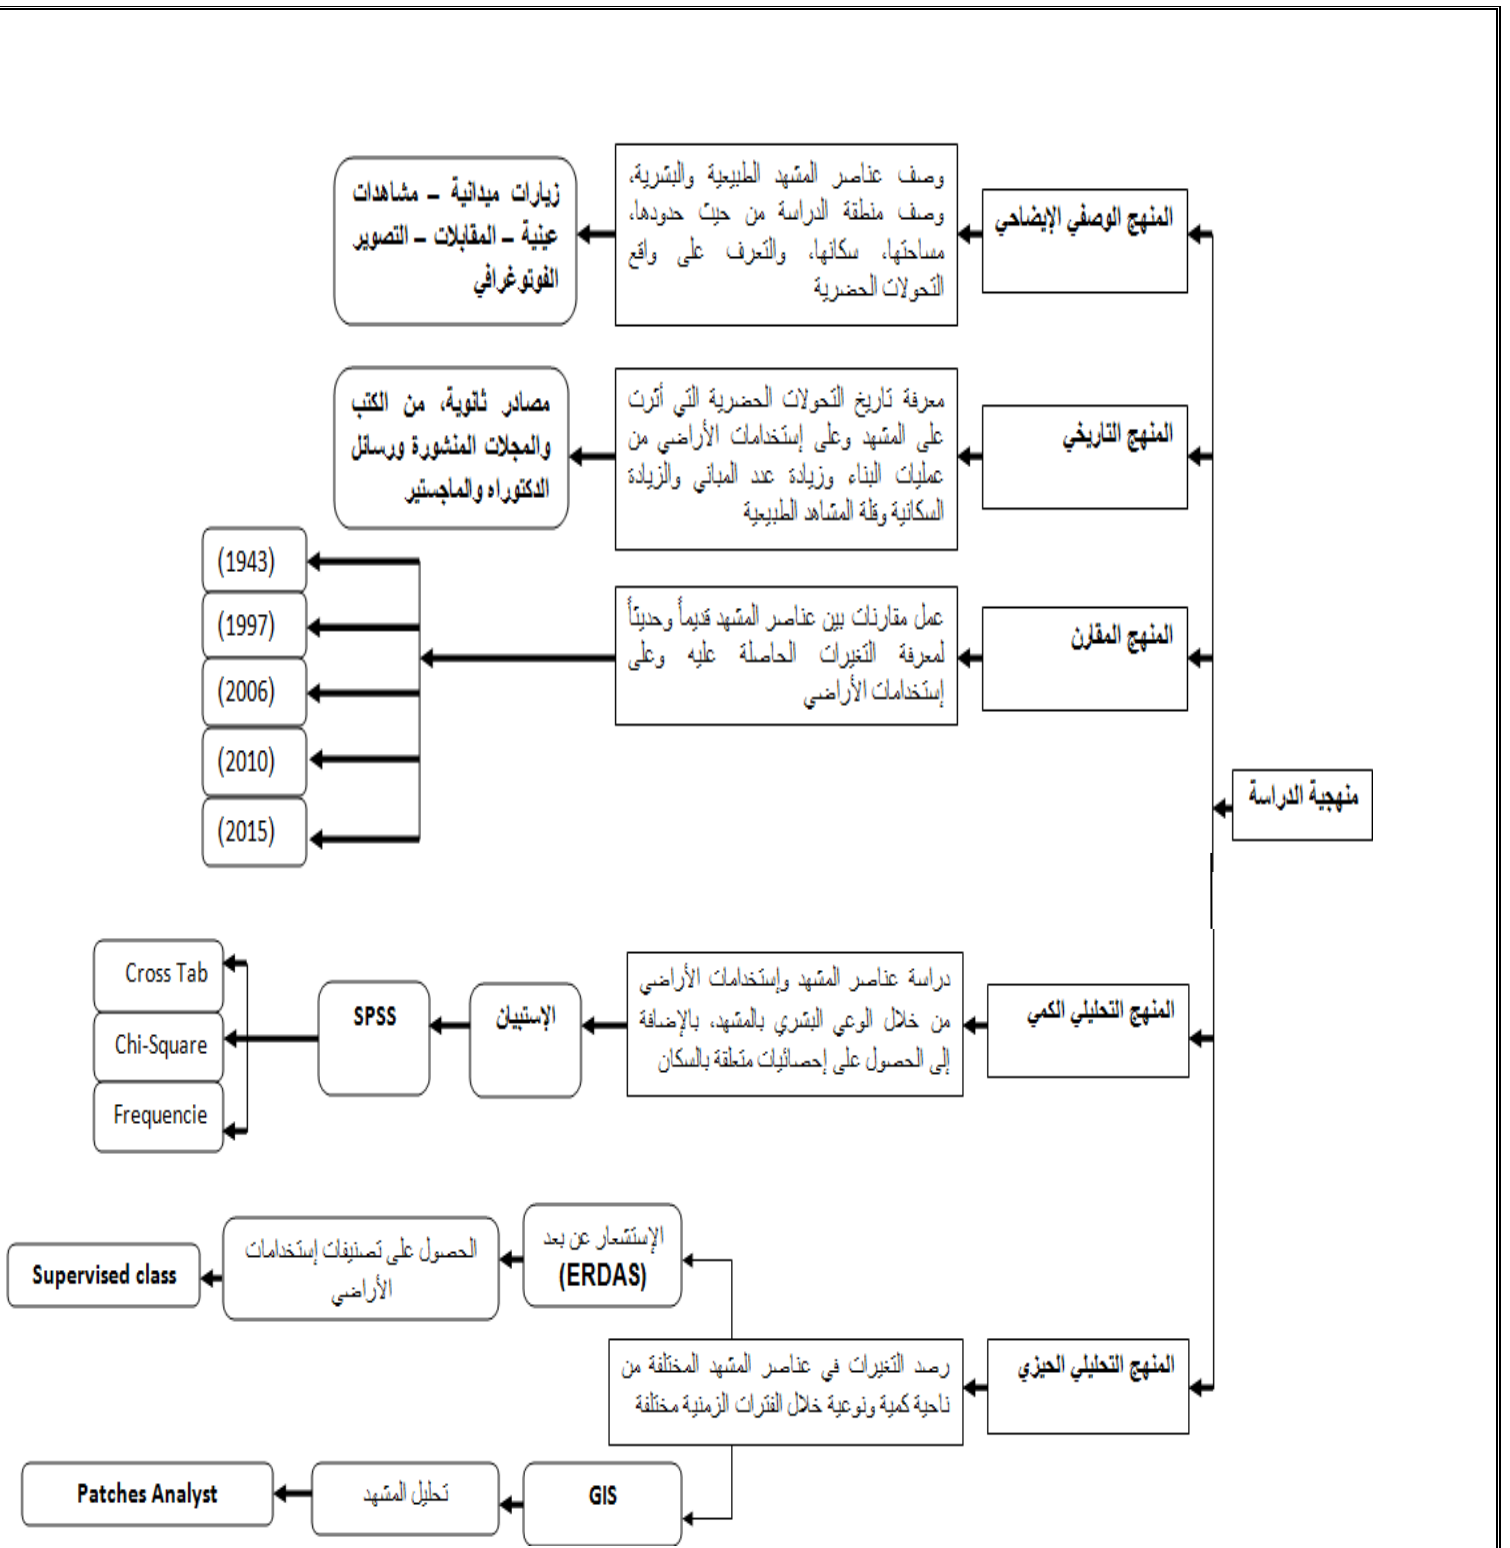 منهجية الدراسة
المنهج الوصفي الإيضاحي
وصف عناصر المشهد الطبيعية والبشرية،
وصف منطقة الدراسة من حيث حدودها،
مساحتها، سكانها، والتعرف على واقع
التحولات الحضرية
زيارات ميدانية – مشاهدات
عينية – المقابلات – التصوير
الفوتوغرافي
المنهج التاريخي
معرفة تاريخ التحولات الحضرية التي أثرت
على المشهد وعلى إستخدامات الأراضي من
عمليات البناء وزيادة عدد المباني والزيادة
السكانية وقلة المشاهد الطبيعية
مصادر ثانوية، من الكتب
والمجلات المنشورة ورسائل
الدكتوراه والماجستير
المنهج المقارن
عمل مقارنات بين عناصر المشهد قديماً وحديثاً
لمعرفة التغيرات الحاصلة عليه وعلى
إستخدامات الأراضي
(1943)
(1997)
(2006)
(2010)
(2015)
المنهج التحليلي الكمي
دراسة عناصر المشهد وإستخدامات الأراضي
من خلال الوعي البشري بالمشهد، بالإضافة
إلى الحصول على إحصائيات متعلقة بالسكان
الإستبيان
SPSS
Cross Tab
Chi-Square
Frequencie
المنهج التحليلي الحيزي
رصد التغيرات في عناصر المشهد المختلفة من
ناحية كمية ونوعية خلال الفترات الزمنية مختلفة
الإستشعار عن بعد
(ERDAS)
الحصول على تصنيفات إستخدامات
الأراضي
Supervised class
GIS
تحليل المشهد
Patches Analyst